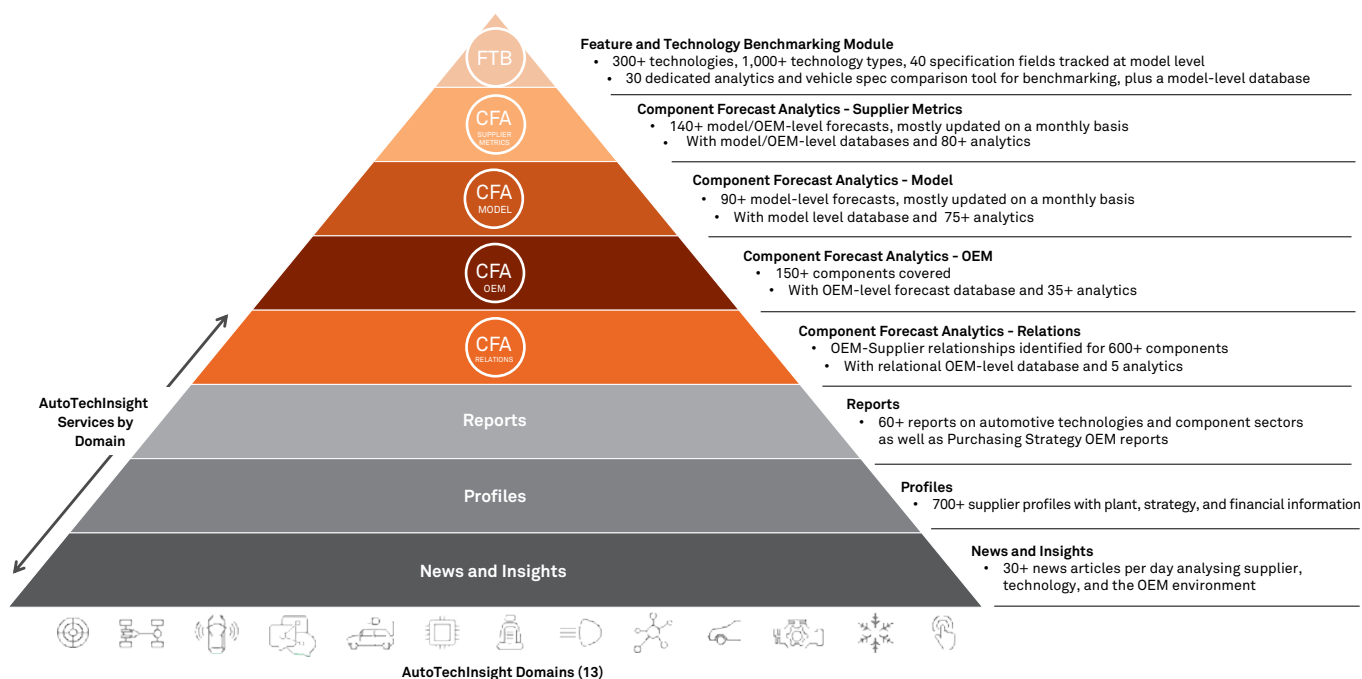 FTB
Feature and Technology Benchmarking Module
• 300+ technologies, 1,000+ technology types, 40 specification fields tracked at model level
• 30 dedicated analytics and vehicle spec comparison tool for benchmarking, plus a model-level database
CFA
SUPPLIER
METRICS
Component Forecast Analytics - Supplier Metrics
• 140+ model/OEM-level forecasts, mostly updated on a monthly basis
• With model/OEM-level databases and 80+ analytics
CFA
MODEL
Component Forecast Analytics - Model
• 90+ model-level forecasts, mostly updated on a monthly basis
• With model level database and 75+ analytics
CFA
OEM
Component Forecast Analytics - OEM
• 150+ components covered
• With OEM-level forecast database and 35+ analytics
CFA
RELATIONS
Component Forecast Analytics - Relations
• OEM-Supplier relationships identified for 600+ components
• With relational OEM-level database and 5 analytics
AutoTechInsight
Services by
Domain
Reports
Reports
• 60+ reports on automotive technologies and component sectors
as well as Purchasing Strategy OEM reports
Profiles
Profiles
• 700+ supplier profiles with plant, strategy, and financial information
News and Insights
News and Insights
• 30+ news articles per day analysing supplier,
technology, and the OEM environment
AutoTechInsight Domains (13)